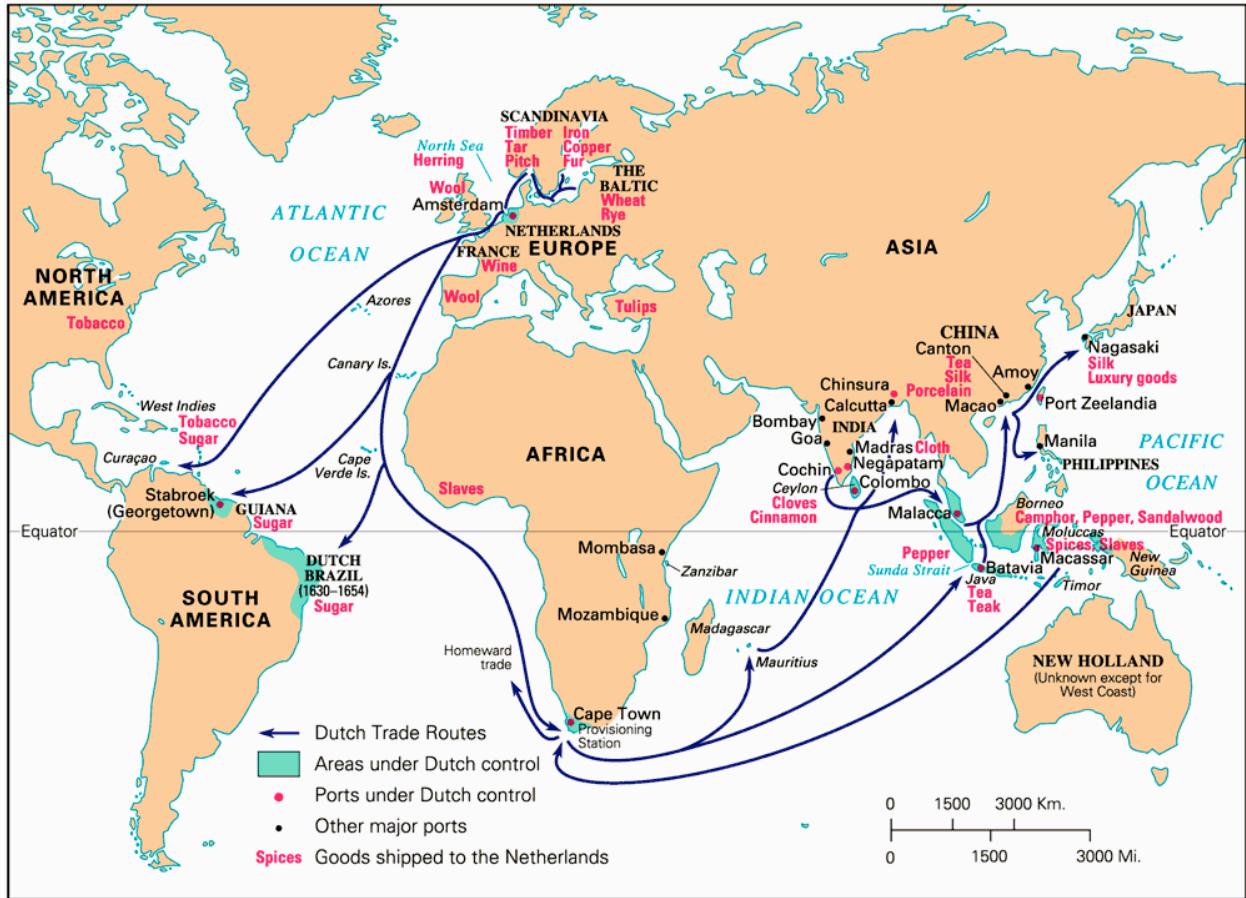 SCANDINAVIA
Timber
Tar
Pitch
Iron
Copper
Fur
North Sea
Herring
THE
BALTIC
Wheat
Rye
Wool
Amsterdam
NETHERLANDS
EUROPE
FRANCE
Wine
Wool
Tulips
ATLANTIC
OCEAN
NORTH
AMERICA
Tobacco
Azores
Canary Is.
West Indies
Tobacco
Sugar
Curaçao
Cape
Verde Is.
Stabroek
(Georgetown)
GUIANA
Sugar
Equator
DUTCH
BRAZIL
(1630–1654)
Sugar
SOUTH
AMERICA
AFRICA
Slaves
Mombasa
Zanzibar
Mozambique
Madagascar
Mauritius
Homeward
trade
Cape Town
Provisioning
Station
ASIA
JAPAN
Nagasaki
Silk
Luxury goods
CHINA
Canton
Tea
Silk
Porcelain
Amoy
Macao
Port Zeelandia
Chinsura
Calcutta
Bombay
INDIA
Goa
Madras
Cloth
Negapatam
Cochin
Colombo
Ceylon
Cloves
Cinnamon
Manila
PHILIPPINES
PACIFIC
OCEAN
Malacca
Borneo
Camphor, Pepper, Sandalwood
Equator
Moluccas
Spices, Slaves
Macassar
New
Guinea
Pepper
Sunda Strait
Batavia
Java
Tea
Teak
Timor
INDIAN OCEAN
NEW HOLLAND
(Unknown except for
West Coast)
Dutch Trade Routes
Areas under Dutch control
Ports under Dutch control
Other major ports
Spices Goods shipped to the Netherlands
0 1500 3000 Km.
0 1500 3000 Mi.